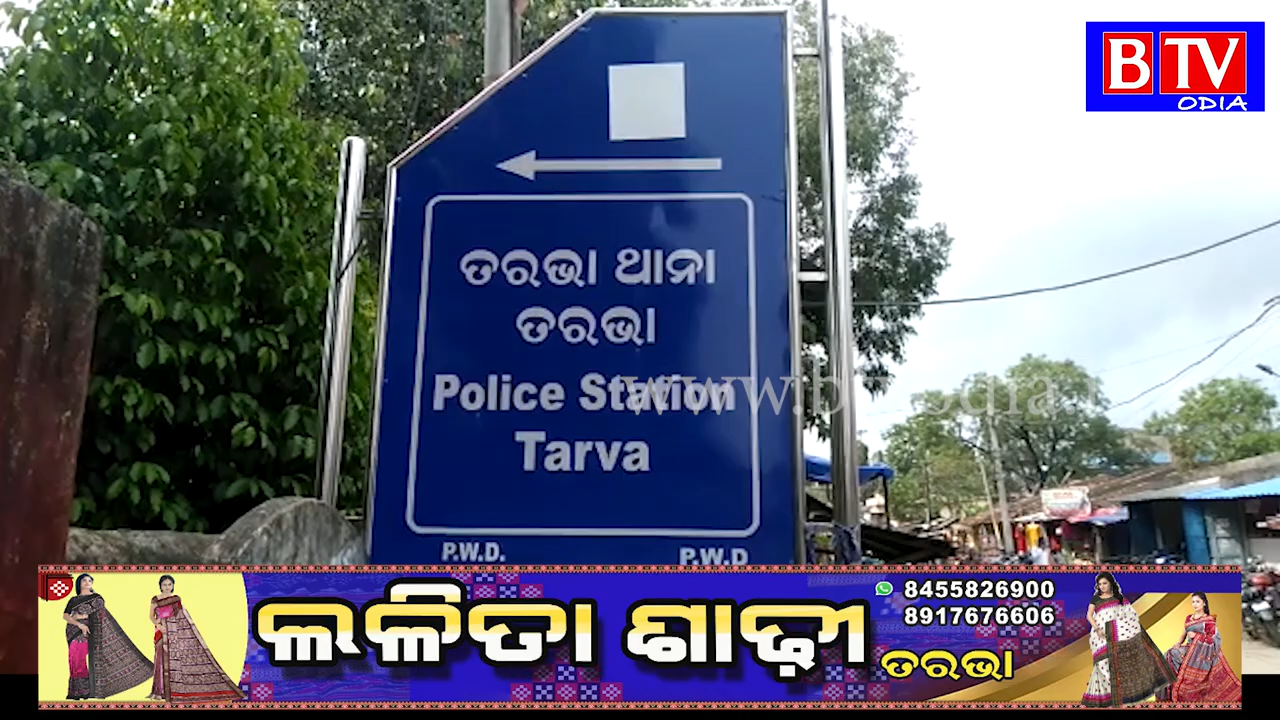 BTV
ODIA
ତରଭା ଥାନା
ତରଭା
Police Station
Tarva
P.W.D. P.W.D
ଲଳିତା ଶାଢ଼ୀ
8455826900
8917676606
ତରଭା